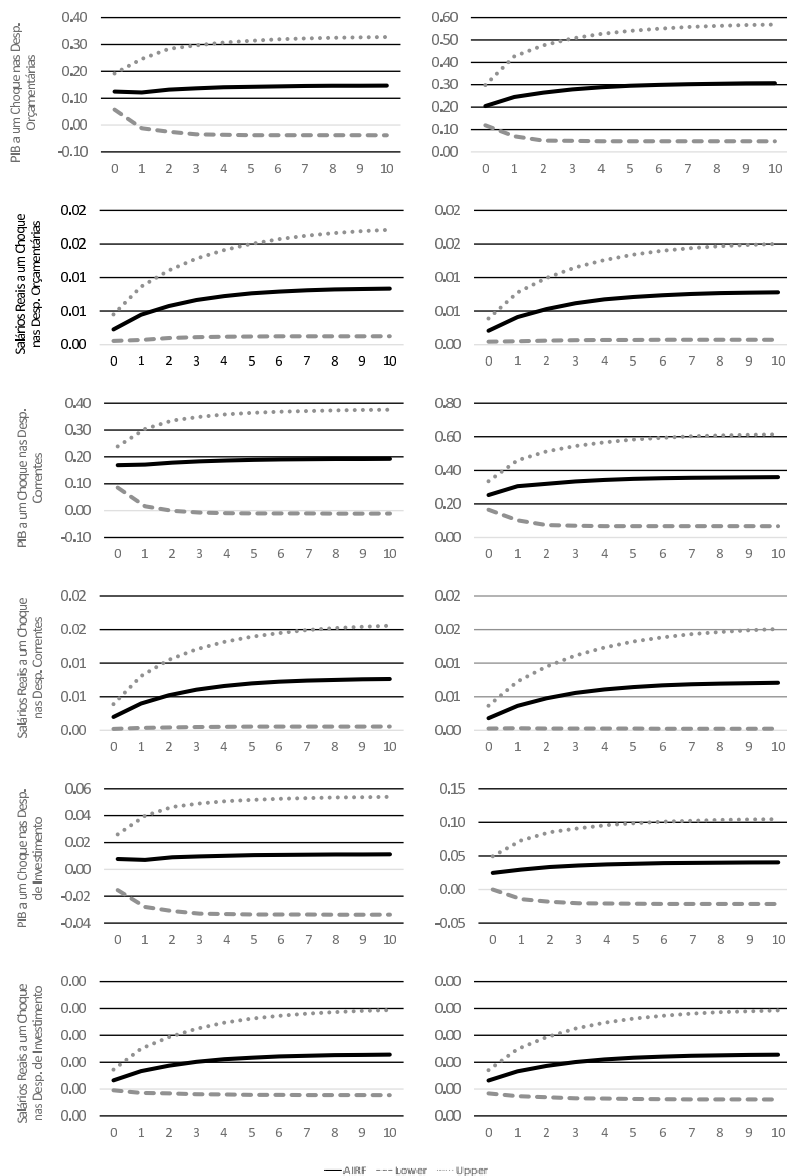 PIB a um Choque nas Desp.
Orçamentárias
0.40
0.30
0.20
0.10
0.00
-0.10
0 1 2 3 4 5 6 7 8 9 10
0.60
0.50
0.40
0.30
0.20
0.10
0.00
0 1 2 3 4 5 6 7 8 9 10
Salários Reais a um Choque
nas Desp. Orçamentárias
0.02
0.02
0.01
0.01
0.00
0 1 2 3 4 5 6 7 8 9 10
0.02
0.02
0.01
0.01
0.00
0 1 2 3 4 5 6 7 8 9 10
PIB a um Choque nas Desp.
Correntes
0.40
0.30
0.20
0.10
0.00
-0.10
0 1 2 3 4 5 6 7 8 9 10
0.80
0.60
0.40
0.20
0.00
0 1 2 3 4 5 6 7 8 9 10
Salários Reais a um Choque
nas Desp. Correntes
0.02
0.02
0.01
0.01
0.00
0 1 2 3 4 5 6 7 8 9 10
0.02
0.02
0.01
0.01
0.00
0 1 2 3 4 5 6 7 8 9 10
PIB a um Choque nas Desp.
de Investimento
0.06
0.04
0.02
0.00
-0.02
-0.04
0 1 2 3 4 5 6 7 8 9 10
0.15
0.10
0.05
0.00
-0.05
0 1 2 3 4 5 6 7 8 9 10
Salários Reais a um Choque
nas Desp. de Investimento
0.00
0.00
0.00
0.00
0.00
0.00
0 1 2 3 4 5 6 7 8 9 10
0.00
0.00
0.00
0.00
0.00
0.00
0 1 2 3 4 5 6 7 8 9 10
AIRF Lower Upper